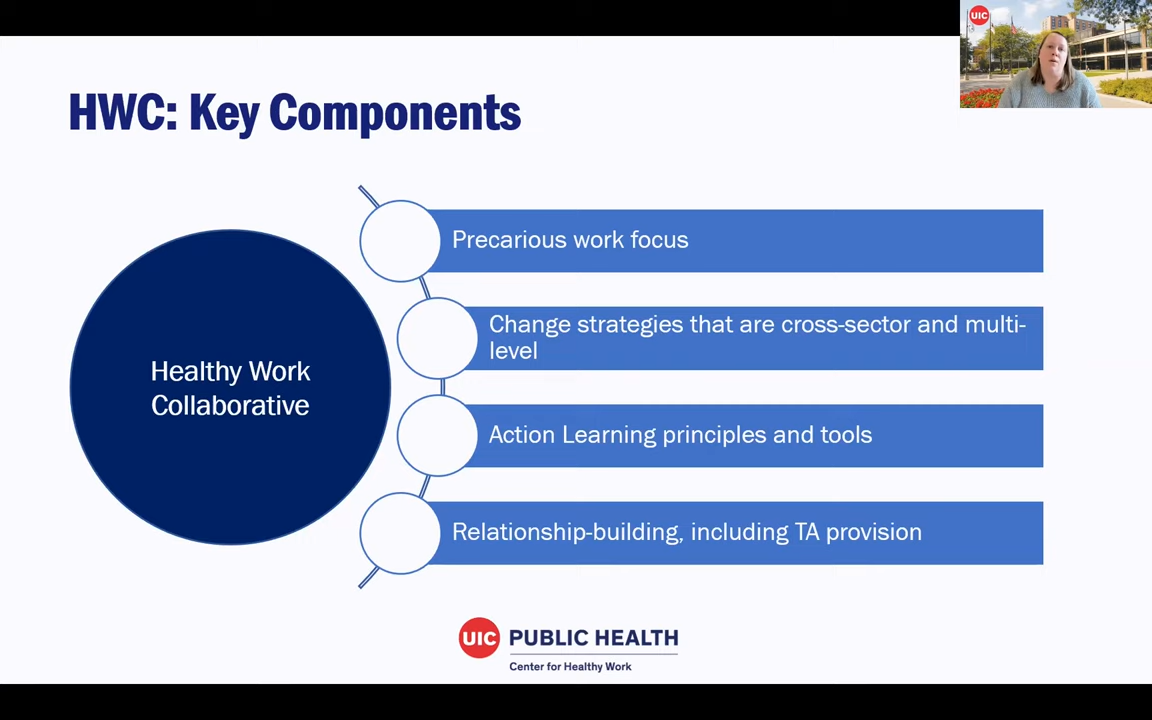 UIC
HWC: Key Components
Healthy Work
Collaborative
Precarious work focus
Change strategies that are cross-sector and multi-
level
Action Learning principles and tools
Relationship-building, including TA provision
UIC PUBLIC HEALTH
Center for Healthy Work